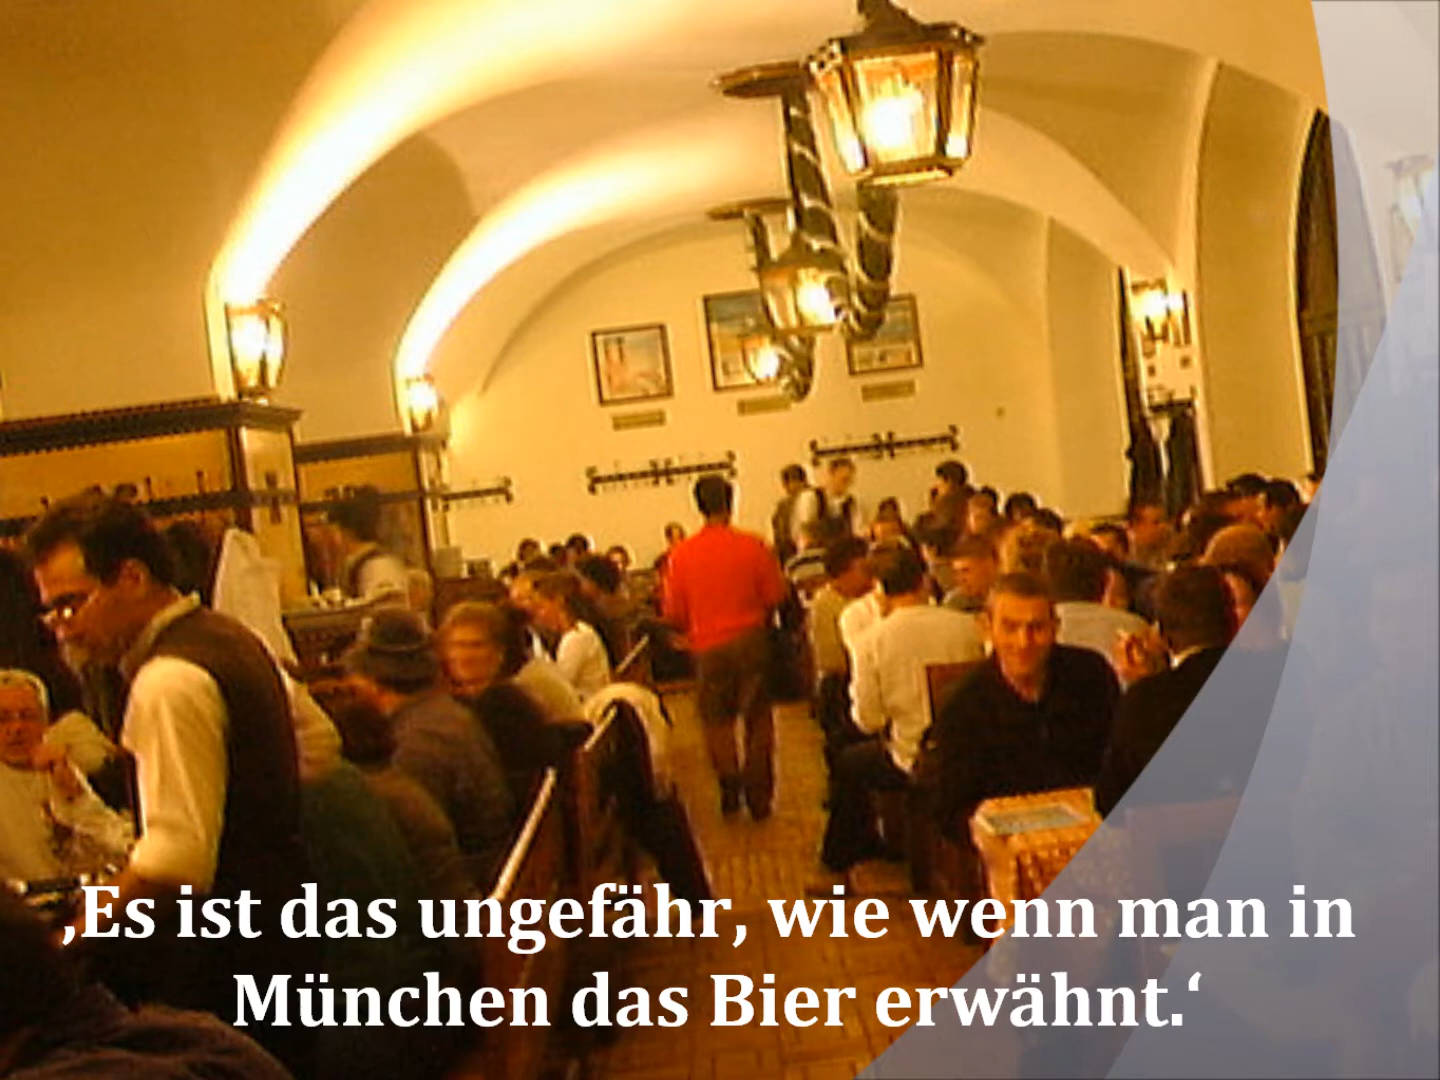 ‚Es ist das ungefähr, wie wenn man in
München das Bier erwähnt.‘